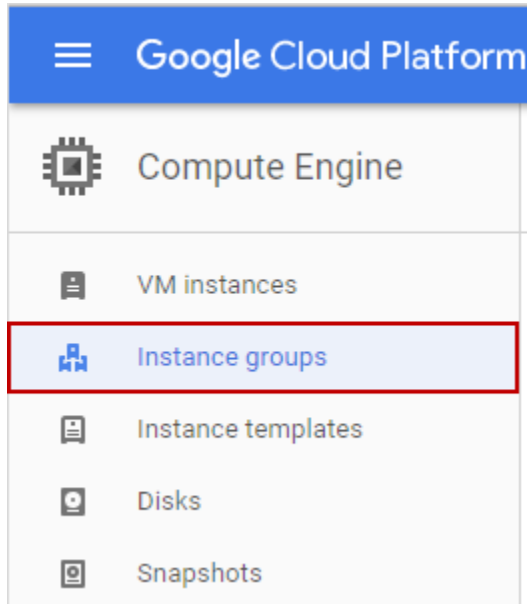 Google Cloud Platform
Compute Engine
VM instances
Instance groups
Instance templates
Disks
Snapshots